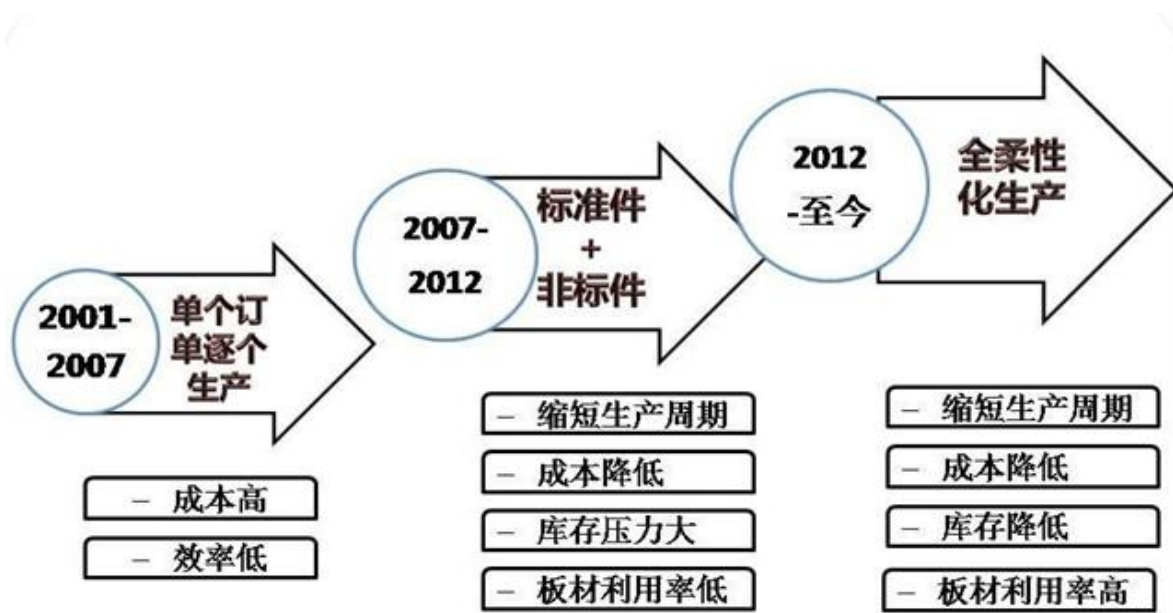 2001-
2007
单个订
单逐个
生产
– 成本高
– 效率低
2007-
2012
标准件
+
非标件
– 缩短生产周期
– 成本降低
– 库存压力大
– 板材利用率低
2012
-至今
全柔性
化生产
– 缩短生产周期
– 成本降低
– 库存降低
– 板材利用率高